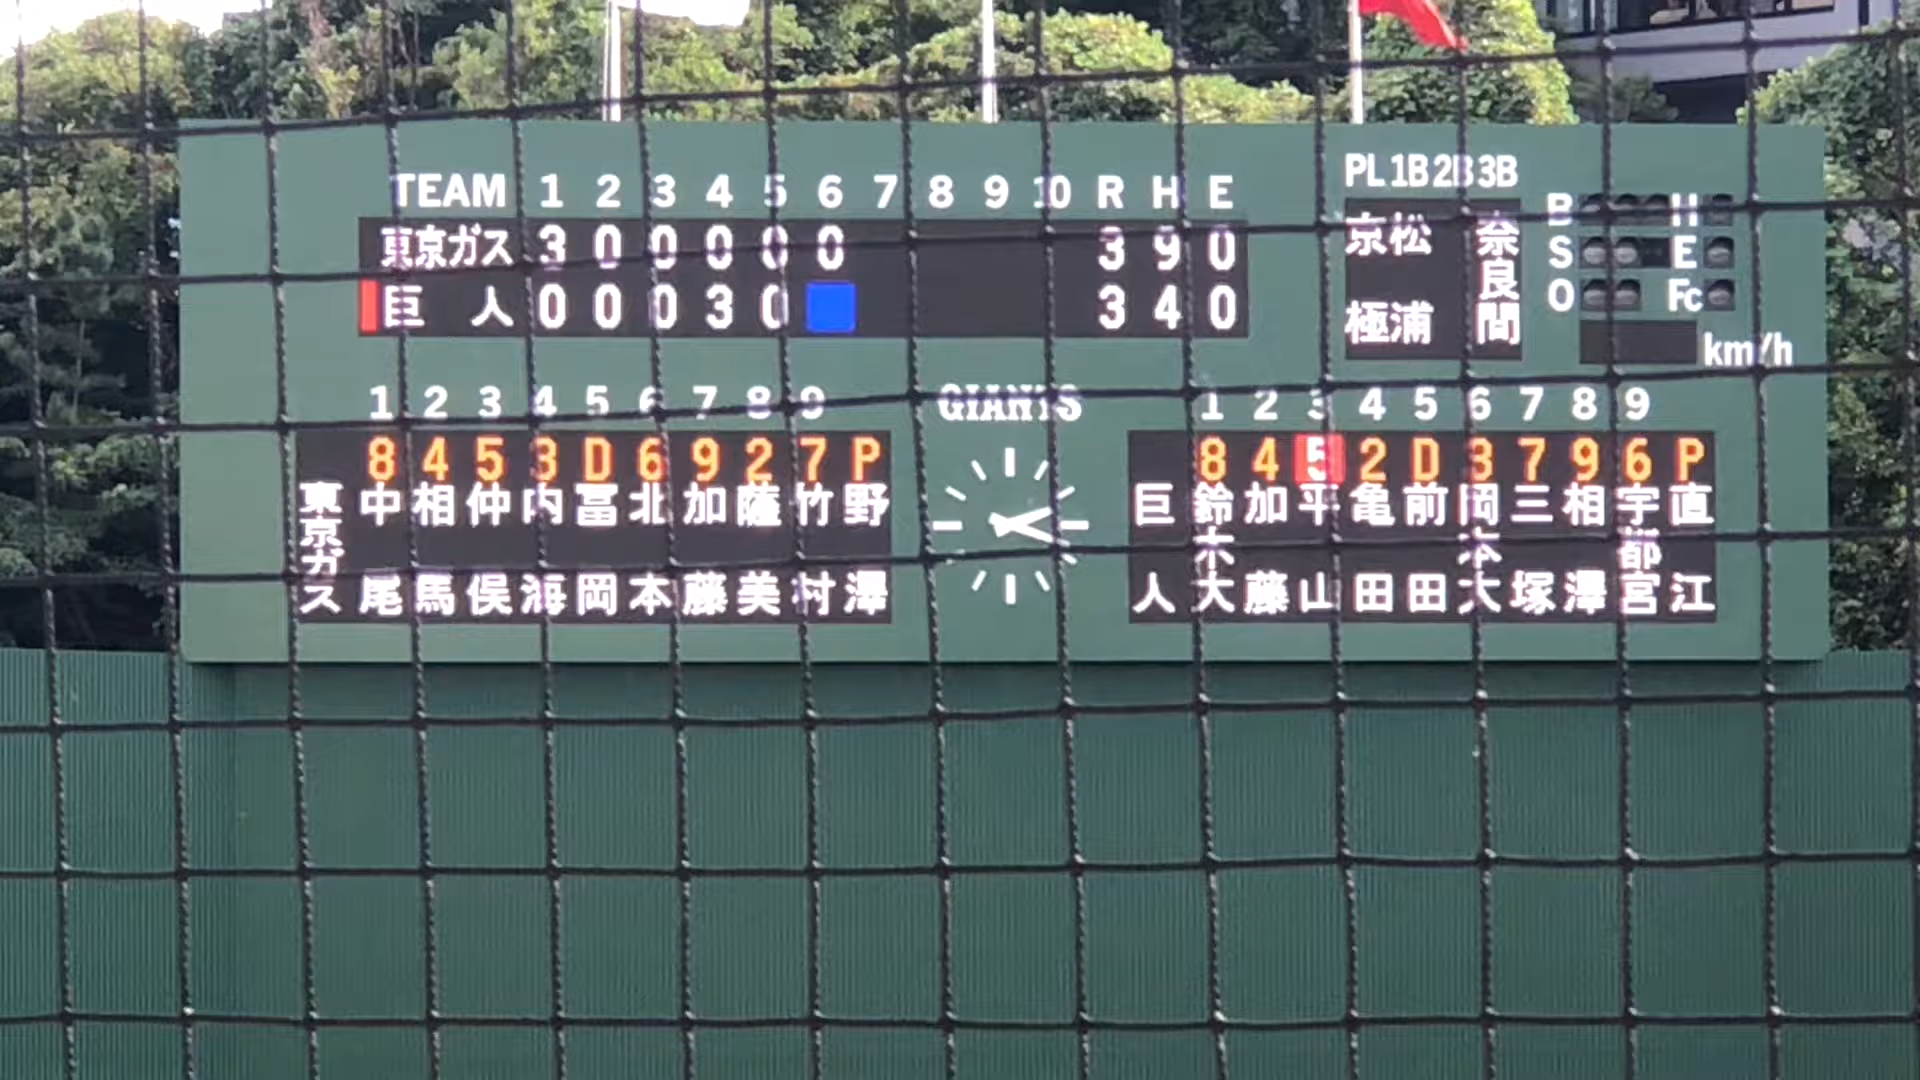 TEAM 1 2 3 4 5 6 7 8 9 10 R H E
東京ガス 3 0 0 0 0 0 3 9 0
巨人 0 0 0 3 0 3 4 0
PL 1B 2B 3B
京極 松浦 奈良間
B H
S E
O Fc
km/h
1 2 3 4 5 6 7 8 9
8 4 5 3 D 6 9 2 7 P
東京ガス 中尾 相馬 仲俣 内海 冨岡 北本 加藤 薩美 竹村 野澤
GIANTS
1 2 3 4 5 6 7 8 9
8 4 5 2 D 3 7 9 6 P
巨人 鈴木大 加藤 平山 亀田 前田 岡本大 三塚 相澤 宇都宮 直江